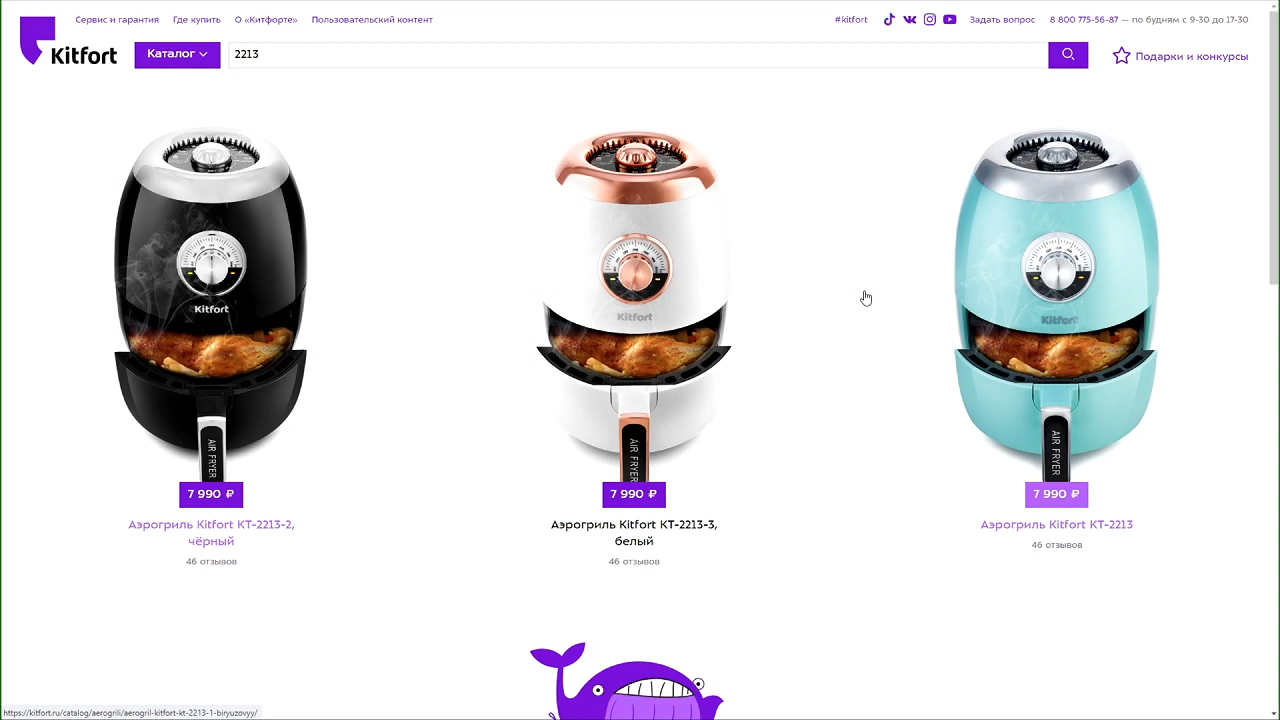 Сервис и гарантия Где купить О «Китфорте» Пользовательский контент #kitfort Задать вопрос 8 800 775-56-87 — по будням с 9-30 до 17-30
Kitfort Каталог 2213 Подарки и конкурсы
Kitfort
Kitfort
Kitfort
AIR FRYER
AIR FRYER
AIR FRYER
7 990 ₽
7 990 ₽
7 990 ₽
Аэрогриль Kitfort КТ-2213-2,
чёрный
46 отзывов
Аэрогриль Kitfort КТ-2213-3,
белый
46 отзывов
Аэрогриль Kitfort КТ-2213
46 отзывов
https://kitfort.ru/catalog/aerogrili/aerogril-kitfort-kt-2213-1-biryuzovyy/